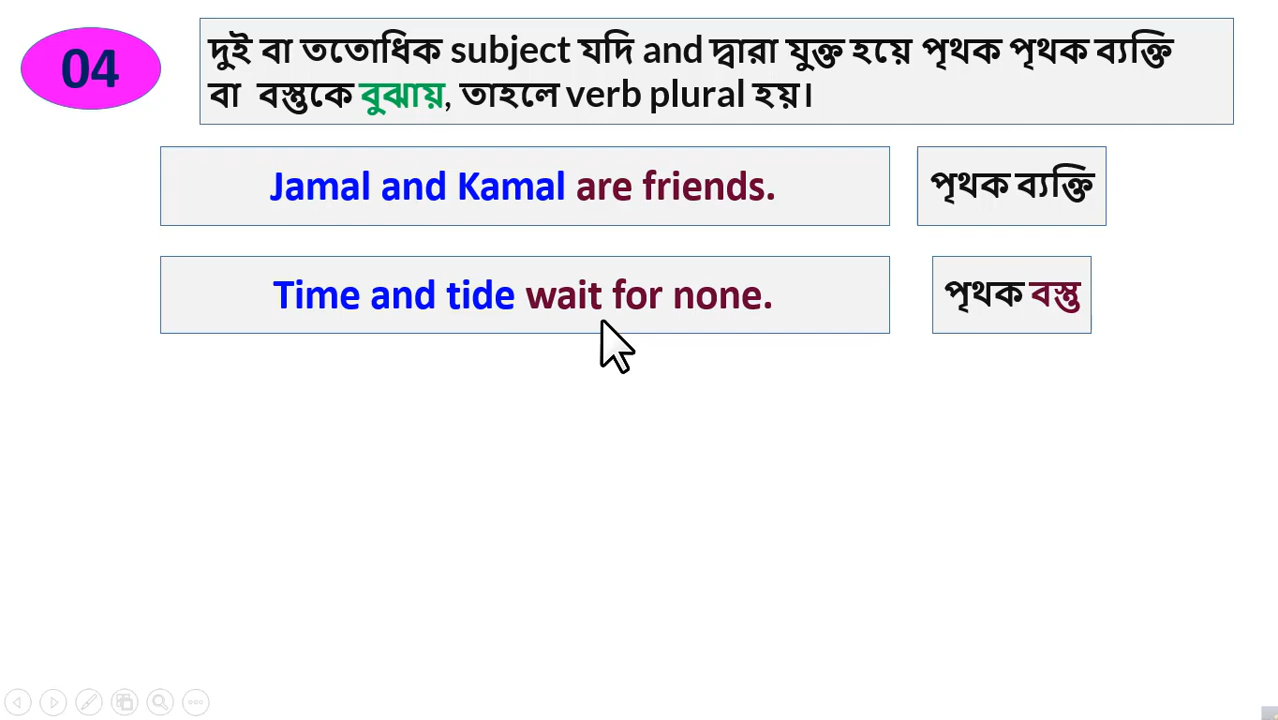 04
দুই বা ততোধিক subject যদি and দ্বারা যুক্ত হয়ে পৃথক পৃথক ব্যক্তি
বা বস্তুকে বুঝায়, তাহলে verb plural হয়।
Jamal and Kamal are friends.
পৃথক ব্যক্তি
Time and tide wait for none.
পৃথক বস্তু